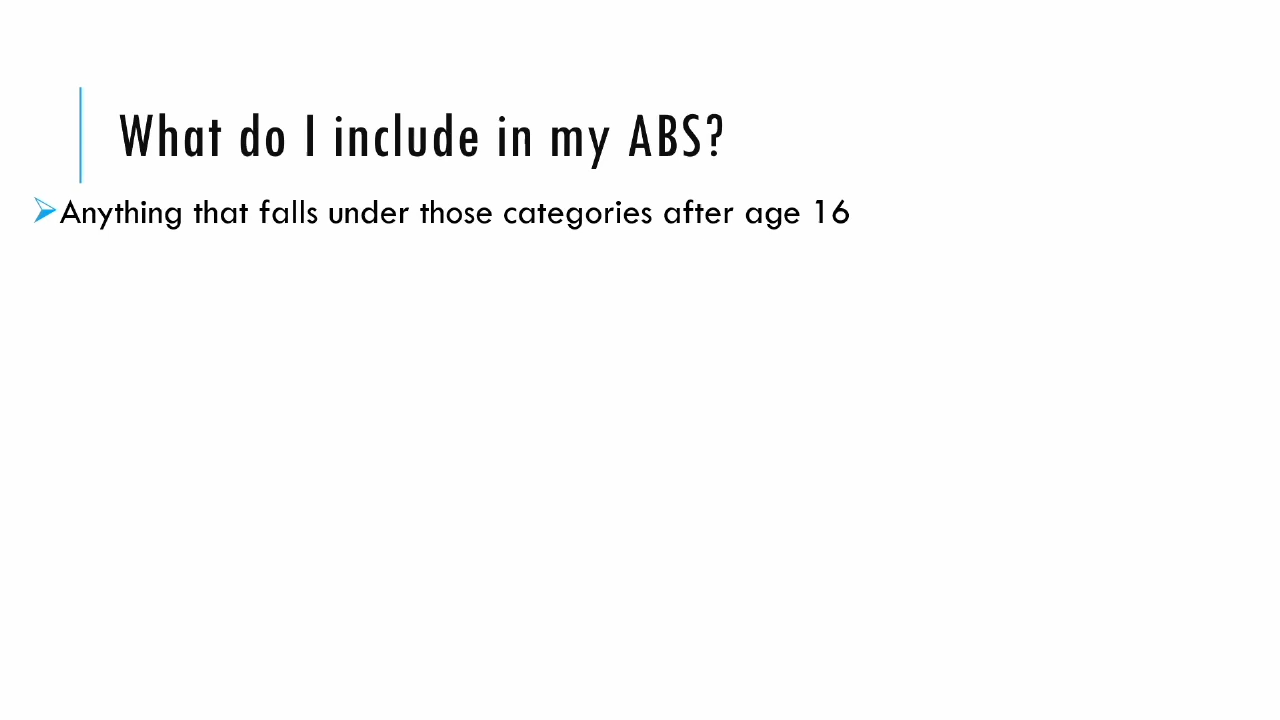 What do I include in my ABS?
Anything that falls under those categories after age 16